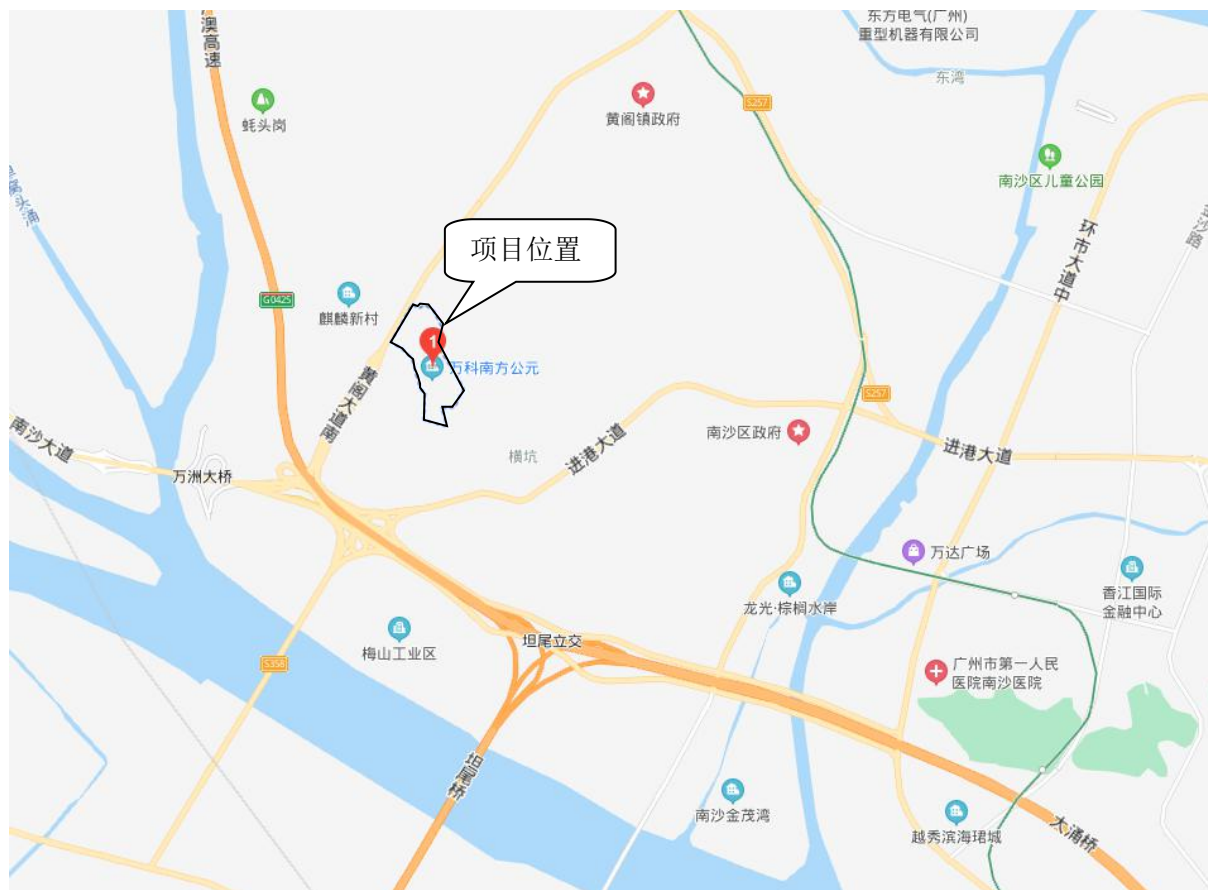 东方电气(广州)
重型机器有限公司
澳高速
东湾
蚝头岗
黄阁镇政府
S257
南沙区儿童公园
窖头涌
金沙路
环市大道中
项目位置
G0425
麒麟新村
1
万科南方公元
黄阁大道南
S257
南沙大道
万洲大桥
横坑
进港大道
南沙区政府
进港大道
万达广场
龙光·棕榈水岸
香江国际
金融中心
梅山工业区
坦尾立交
S358
广州市第一人民
医院南沙医院
坦尾桥
南沙金茂湾
越秀滨海珺城
大涌桥